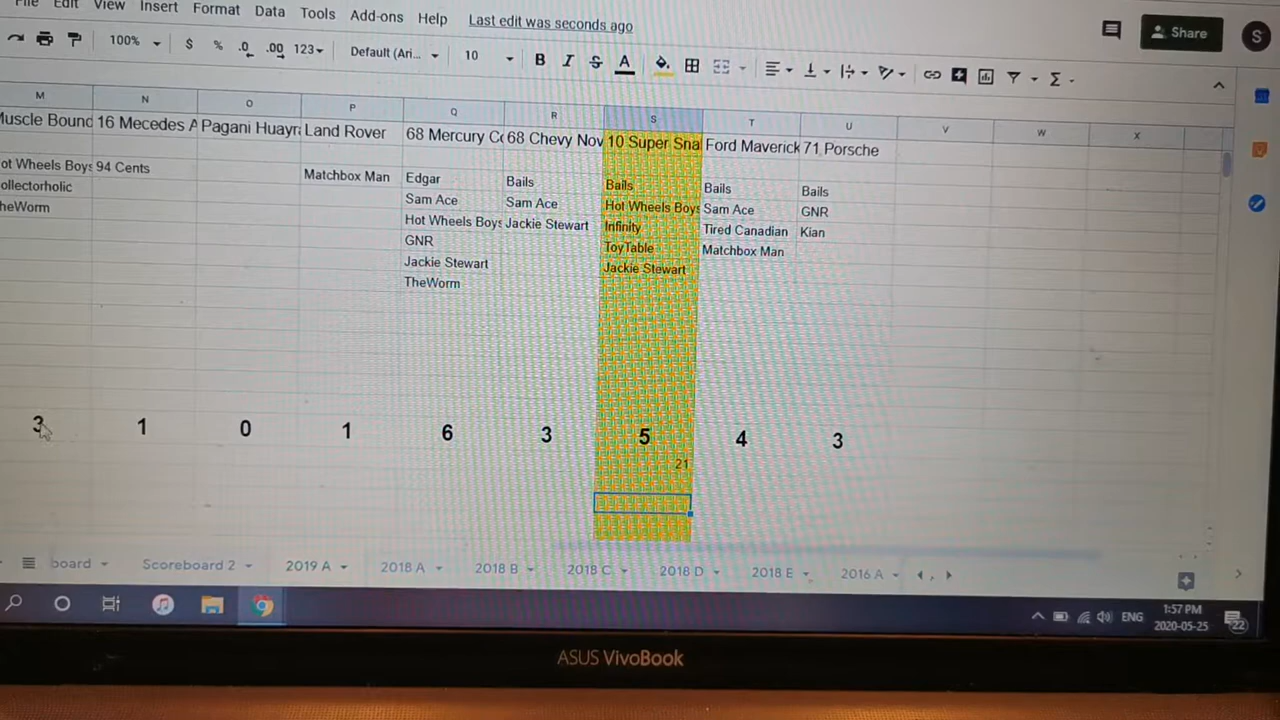 File Edit View Insert Format Data Tools Add-ons Help Last edit was seconds ago Share S
100% $ % .0 .00 123 Default (Ari... 10 B I S A
M N O P Q R S T U V W X
Muscle Bound 16 Mecedes A Pagani Huayra Land Rover 68 Mercury Co 68 Chevy Nov 10 Super Sna Ford Maverick 71 Porsche
ot Wheels Boys 94 Cents Matchbox Man Edgar Bails Bails Bails Bails
ollectorholic Sam Ace Sam Ace Hot Wheels Boys Sam Ace GNR
heWorm Hot Wheels Boys Jackie Stewart Infinity Tired Canadian Kian
GNR ToyTable Matchbox Man
Jackie Stewart Jackie Stewart
TheWorm
3 1 0 1 6 3 5 4 3
21
board Scoreboard 2 2019 A 2018 A 2018 B 2018 C 2018 D 2018 E 2016 A
ENG 1:57 PM
2020-05-25 22
ASUS VivoBook